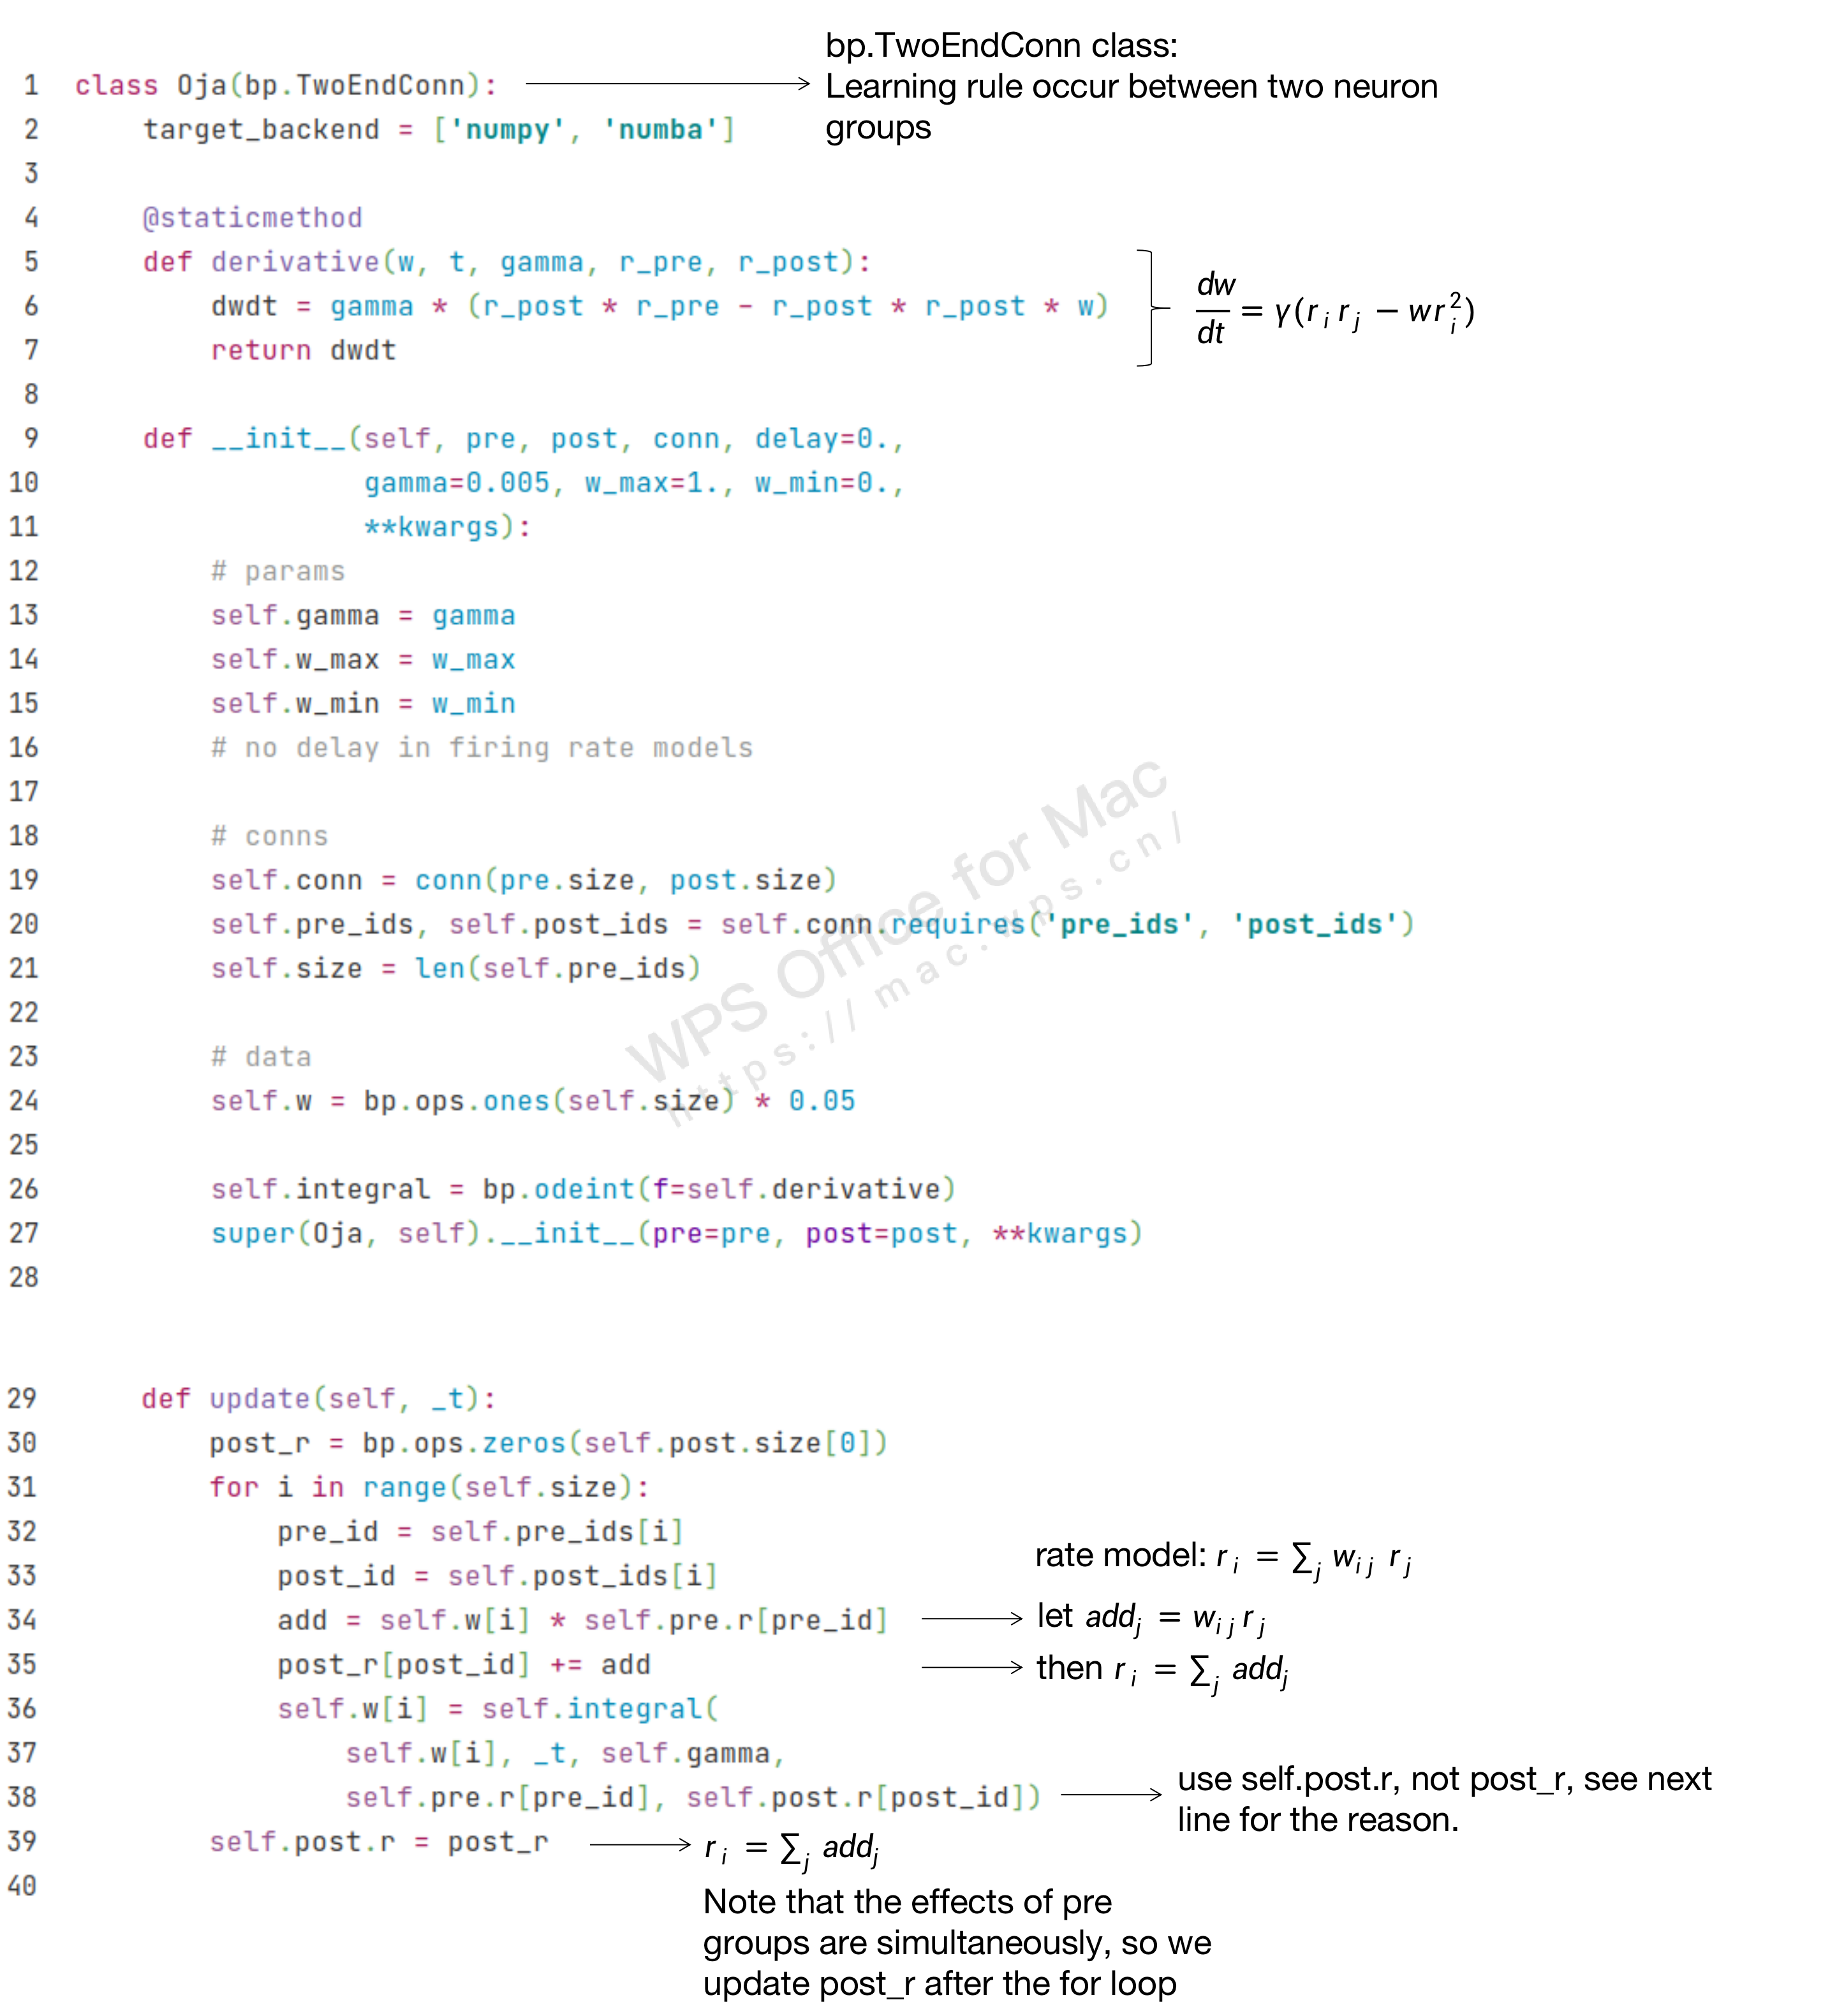 bp.TwoEndConn class:
1 class Oja(bp.TwoEndConn): Learning rule occur between two neuron
2 target_backend = ['numpy', 'numba'] groups
3
4 @staticmethod
5 def derivative(w, t, gamma, r_pre, r_post):
6 dwdt = gamma * (r_post * r_pre - r_post * r_post * w) dw/dt = γ(r_i r_j − wr_i^2)
7 return dwdt
8
9 def __init__(self, pre, post, conn, delay=0.,
10 gamma=0.005, w_max=1., w_min=0.,
11 **kwargs):
12 # params
13 self.gamma = gamma
14 self.w_max = w_max
15 self.w_min = w_min
16 # no delay in firing rate models
17
18 # conns
19 self.conn = conn(pre.size, post.size)
20 self.pre_ids, self.post_ids = self.conn.requires('pre_ids', 'post_ids')
21 self.size = len(self.pre_ids)
22
23 # data
24 self.w = bp.ops.ones(self.size) * 0.05
25
26 self.integral = bp.odeint(f=self.derivative)
27 super(Oja, self).__init__(pre=pre, post=post, **kwargs)
28
WPS Office for Mac
https://mac.wps.cn/
29 def update(self, _t):
30 post_r = bp.ops.zeros(self.post.size[0])
31 for i in range(self.size):
32 pre_id = self.pre_ids[i]
rate model: r_i = ∑_j w_ij r_j
33 post_id = self.post_ids[i]
34 add = self.w[i] * self.pre.r[pre_id] let add_j = w_ij r_j
35 post_r[post_id] += add then r_i = ∑_j add_j
36 self.w[i] = self.integral(
37 self.w[i], _t, self.gamma,
38 self.pre.r[pre_id], self.post.r[post_id]) use self.post.r, not post_r, see next
line for the reason.
39 self.post.r = post_r r_i = ∑_j add_j
40
Note that the effects of pre
groups are simultaneously, so we
update post_r after the for loop